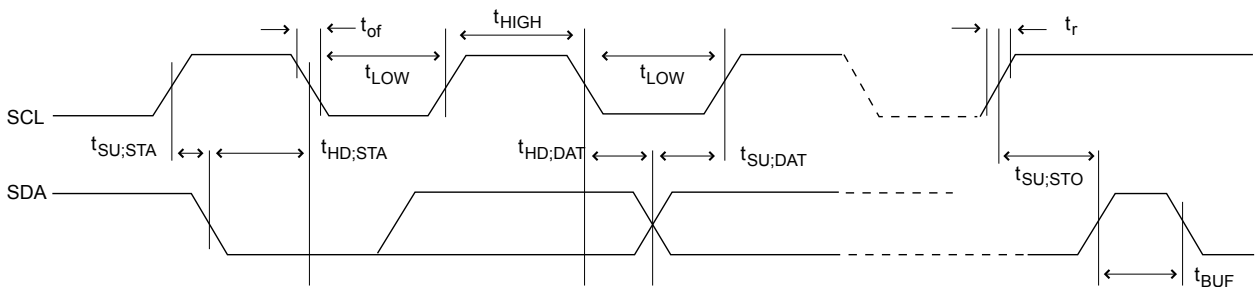 t_of
t_HIGH
t_r
t_LOW
t_LOW
SCL
t_SU;STA
t_HD;STA
t_HD;DAT
t_SU;DAT
t_SU;STO
SDA
t_BUF